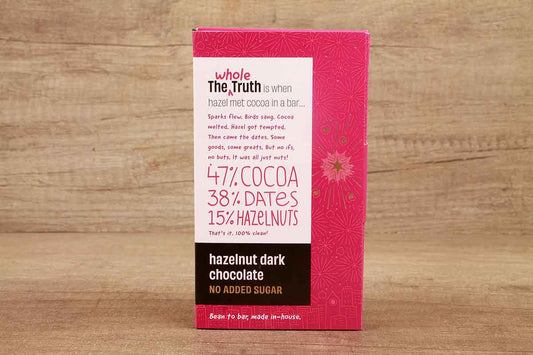 whole
The Truth is when
hazel met cocoa in a bar...
Sparks flew. Birds sang. Cocoa
melted. Hazel got tempted.
Then came the dates. Some
goods, some greats. But no ifs,
no buts. It was all just nuts!
47% COCOA
38% DATES
15% HAZELNUTS
That's it. 100% clean!
hazelnut dark
chocolate
NO ADDED SUGAR
Bean to bar, made in-house.